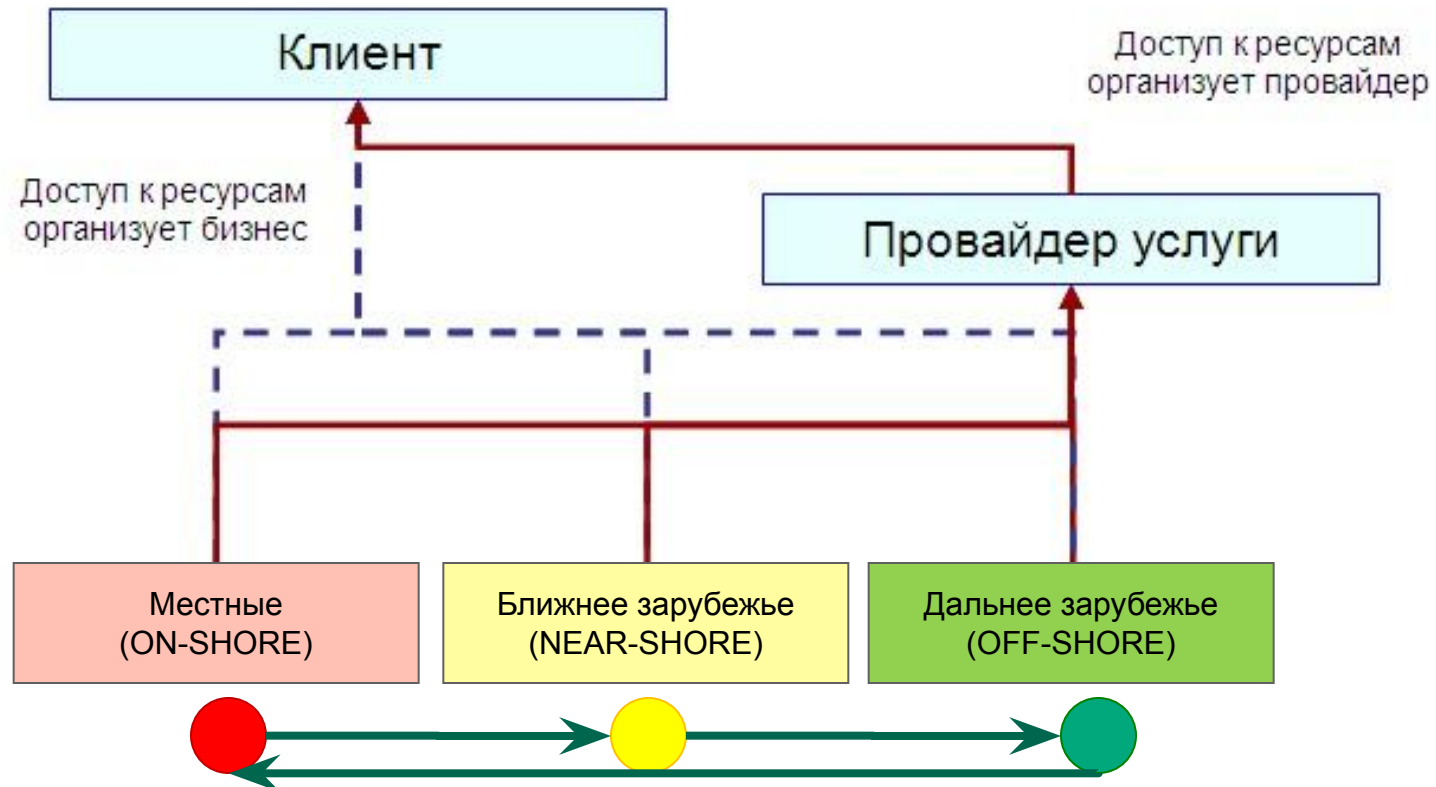 Клиент
Доступ к ресурсам
организует провайдер
Доступ к ресурсам
организует бизнес
Провайдер услуги
Местные
(ON-SHORE)
Ближнее зарубежье
(NEAR-SHORE)
Дальнее зарубежье
(OFF-SHORE)